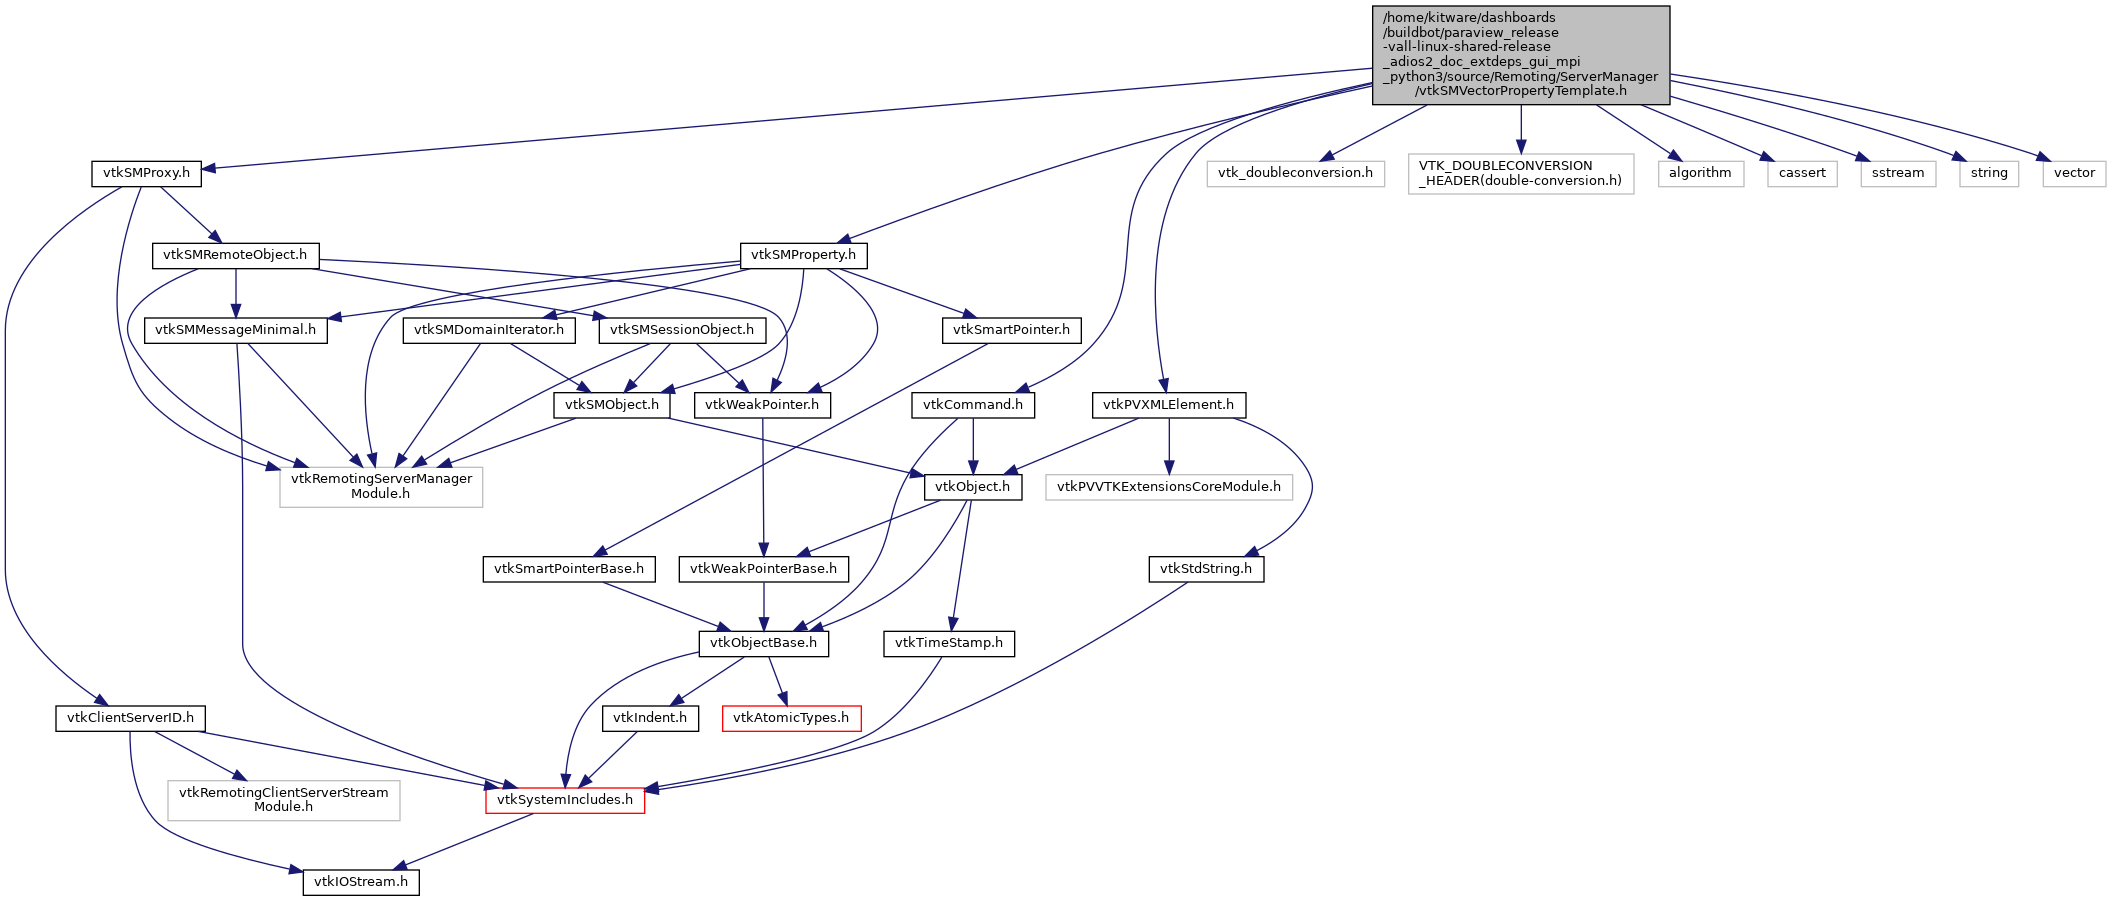 /home/kitware/dashboards
/buildbot/paraview_release
-vall-linux-shared-release
_adios2_doc_extdeps_gui_mpi
_python3/source/Remoting/ServerManager
/vtkSMVectorPropertyTemplate.h
vtkSMProxy.h
vtk_doubleconversion.h
VTK_DOUBLECONVERSION
_HEADER(double-conversion.h)
algorithm
cassert
sstream
string
vector
vtkSMRemoteObject.h
vtkSMProperty.h
vtkSMMessageMinimal.h
vtkSMDomainIterator.h
vtkSMSessionObject.h
vtkSmartPointer.h
vtkSMObject.h
vtkWeakPointer.h
vtkCommand.h
vtkPVXMLElement.h
vtkRemotingServerManager
Module.h
vtkObject.h
vtkPVVTKExtensionsCoreModule.h
vtkSmartPointerBase.h
vtkWeakPointerBase.h
vtkStdString.h
vtkObjectBase.h
vtkTimeStamp.h
vtkClientServerID.h
vtkIndent.h
vtkAtomicTypes.h
vtkRemotingClientServerStream
Module.h
vtkSystemIncludes.h
vtkIOStream.h